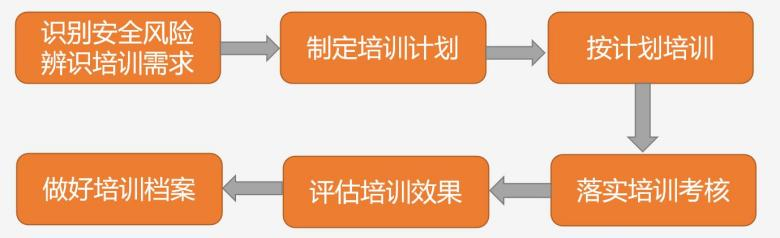 识别安全风险
辨识培训需求
制定培训计划
按计划培训
落实培训考核
评估培训效果
做好培训档案